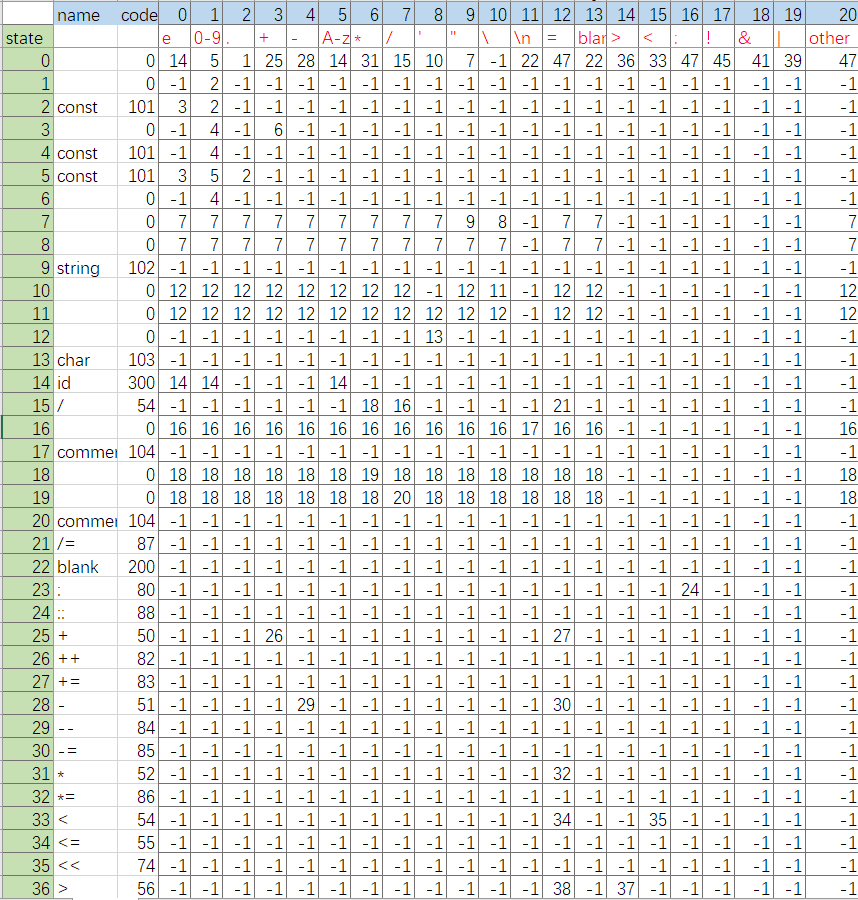 name code 0 1 2 3 4 5 6 7 8 9 10 11 12 13 14 15 16 17 18 19 20
state e 0-9 . + - A-z * / ' " \ \n = blar > < : ! & | other
0 0 14 5 1 25 28 14 31 15 10 7 -1 22 47 22 36 33 47 45 41 39 47
1 0 -1 2 -1 -1 -1 -1 -1 -1 -1 -1 -1 -1 -1 -1 -1 -1 -1 -1 -1 -1 -1
2 const 101 3 2 -1 -1 -1 -1 -1 -1 -1 -1 -1 -1 -1 -1 -1 -1 -1 -1 -1 -1 -1
3 0 -1 4 -1 6 -1 -1 -1 -1 -1 -1 -1 -1 -1 -1 -1 -1 -1 -1 -1 -1 -1
4 const 101 -1 4 -1 -1 -1 -1 -1 -1 -1 -1 -1 -1 -1 -1 -1 -1 -1 -1 -1 -1 -1
5 const 101 3 5 2 -1 -1 -1 -1 -1 -1 -1 -1 -1 -1 -1 -1 -1 -1 -1 -1 -1 -1
6 0 -1 4 -1 -1 -1 -1 -1 -1 -1 -1 -1 -1 -1 -1 -1 -1 -1 -1 -1 -1 -1
7 0 7 7 7 7 7 7 7 7 7 9 8 -1 7 7 -1 -1 -1 -1 -1 -1 7
8 0 7 7 7 7 7 7 7 7 7 7 7 -1 7 7 -1 -1 -1 -1 -1 -1 7
9 string 102 -1 -1 -1 -1 -1 -1 -1 -1 -1 -1 -1 -1 -1 -1 -1 -1 -1 -1 -1 -1 -1
10 0 12 12 12 12 12 12 12 12 -1 12 11 -1 12 12 -1 -1 -1 -1 -1 -1 12
11 0 12 12 12 12 12 12 12 12 12 12 12 -1 12 12 -1 -1 -1 -1 -1 -1 12
12 0 -1 -1 -1 -1 -1 -1 -1 -1 13 -1 -1 -1 -1 -1 -1 -1 -1 -1 -1 -1 -1
13 char 103 -1 -1 -1 -1 -1 -1 -1 -1 -1 -1 -1 -1 -1 -1 -1 -1 -1 -1 -1 -1 -1
14 id 300 14 14 -1 -1 -1 14 -1 -1 -1 -1 -1 -1 -1 -1 -1 -1 -1 -1 -1 -1 -1
15 / 54 -1 -1 -1 -1 -1 -1 18 16 -1 -1 -1 -1 21 -1 -1 -1 -1 -1 -1 -1 -1
16 0 16 16 16 16 16 16 16 16 16 16 16 17 16 16 -1 -1 -1 -1 -1 -1 16
17 commer 104 -1 -1 -1 -1 -1 -1 -1 -1 -1 -1 -1 -1 -1 -1 -1 -1 -1 -1 -1 -1 -1
18 0 18 18 18 18 18 18 19 18 18 18 18 18 18 18 -1 -1 -1 -1 -1 -1 18
19 0 18 18 18 18 18 18 18 20 18 18 18 18 18 18 -1 -1 -1 -1 -1 -1 18
20 commer 104 -1 -1 -1 -1 -1 -1 -1 -1 -1 -1 -1 -1 -1 -1 -1 -1 -1 -1 -1 -1 -1
21 /= 87 -1 -1 -1 -1 -1 -1 -1 -1 -1 -1 -1 -1 -1 -1 -1 -1 -1 -1 -1 -1 -1
22 blank 200 -1 -1 -1 -1 -1 -1 -1 -1 -1 -1 -1 -1 -1 -1 -1 -1 -1 -1 -1 -1 -1
23 : 80 -1 -1 -1 -1 -1 -1 -1 -1 -1 -1 -1 -1 -1 -1 -1 -1 24 -1 -1 -1 -1
24 :: 88 -1 -1 -1 -1 -1 -1 -1 -1 -1 -1 -1 -1 -1 -1 -1 -1 -1 -1 -1 -1 -1
25 + 50 -1 -1 -1 26 -1 -1 -1 -1 -1 -1 -1 -1 27 -1 -1 -1 -1 -1 -1 -1 -1
26 ++ 82 -1 -1 -1 -1 -1 -1 -1 -1 -1 -1 -1 -1 -1 -1 -1 -1 -1 -1 -1 -1 -1
27 += 83 -1 -1 -1 -1 -1 -1 -1 -1 -1 -1 -1 -1 -1 -1 -1 -1 -1 -1 -1 -1 -1
28 - 51 -1 -1 -1 -1 29 -1 -1 -1 -1 -1 -1 -1 30 -1 -1 -1 -1 -1 -1 -1 -1
29 -- 84 -1 -1 -1 -1 -1 -1 -1 -1 -1 -1 -1 -1 -1 -1 -1 -1 -1 -1 -1 -1 -1
30 -= 85 -1 -1 -1 -1 -1 -1 -1 -1 -1 -1 -1 -1 -1 -1 -1 -1 -1 -1 -1 -1 -1
31 * 52 -1 -1 -1 -1 -1 -1 -1 -1 -1 -1 -1 -1 32 -1 -1 -1 -1 -1 -1 -1 -1
32 *= 86 -1 -1 -1 -1 -1 -1 -1 -1 -1 -1 -1 -1 -1 -1 -1 -1 -1 -1 -1 -1 -1
33 < 54 -1 -1 -1 -1 -1 -1 -1 -1 -1 -1 -1 -1 34 -1 -1 35 -1 -1 -1 -1 -1
34 <= 55 -1 -1 -1 -1 -1 -1 -1 -1 -1 -1 -1 -1 -1 -1 -1 -1 -1 -1 -1 -1 -1
35 << 74 -1 -1 -1 -1 -1 -1 -1 -1 -1 -1 -1 -1 -1 -1 -1 -1 -1 -1 -1 -1 -1
36 > 56 -1 -1 -1 -1 -1 -1 -1 -1 -1 -1 -1 -1 38 -1 37 -1 -1 -1 -1 -1 -1